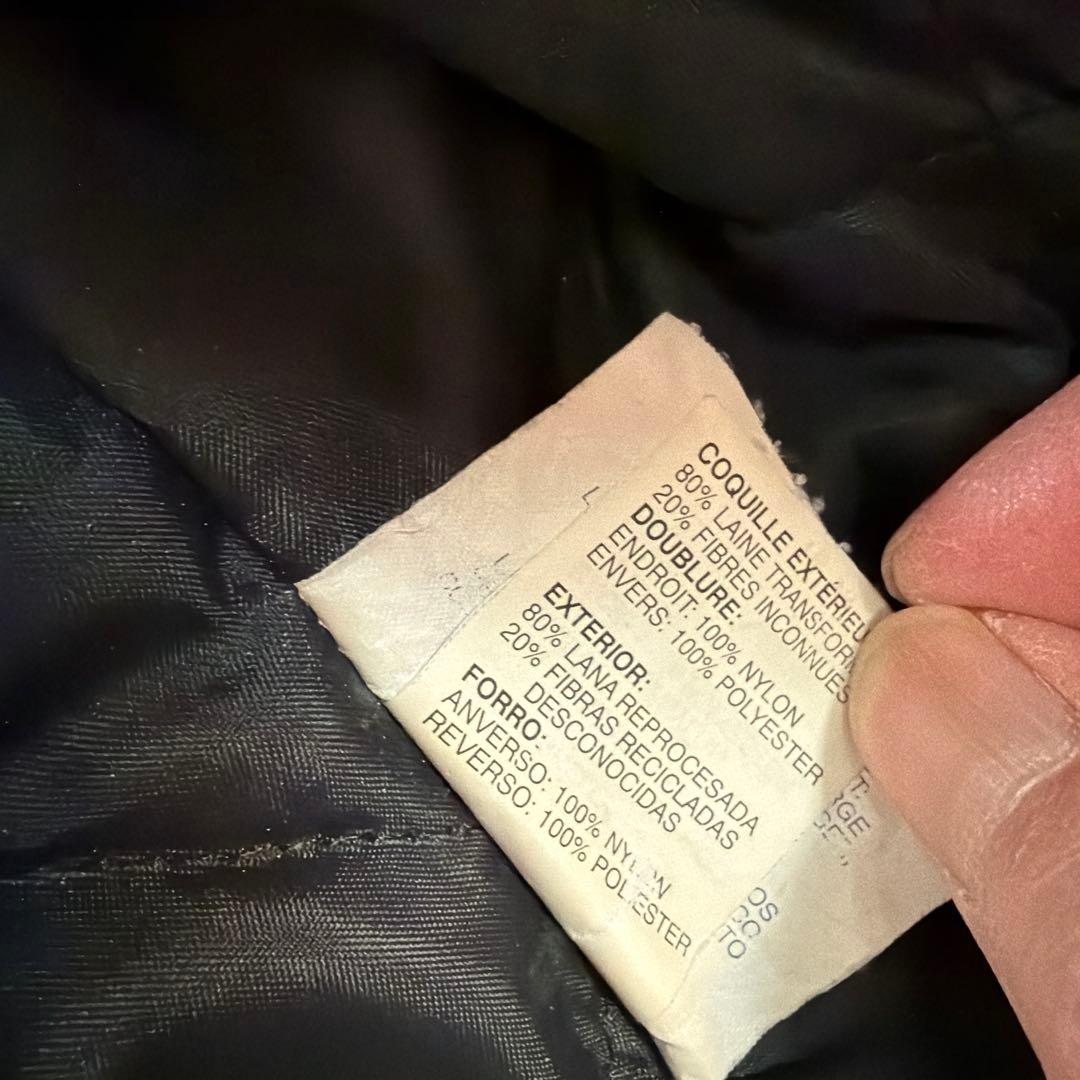 COQUILLE EXTÉRIEU
80% LAINE TRANSFORM
20% FIBRES INCONNUES
DOUBLURE:
ENDROIT: 100% NYLON
ENVERS: 100% POLYESTER
EXTERIOR:
80% LANA REPROCESADA
20% FIBRAS RECICLADAS
DESCONOCIDAS
FORRO:
ANVERSO: 100% NYLON
REVERSO: 100% POLIESTER